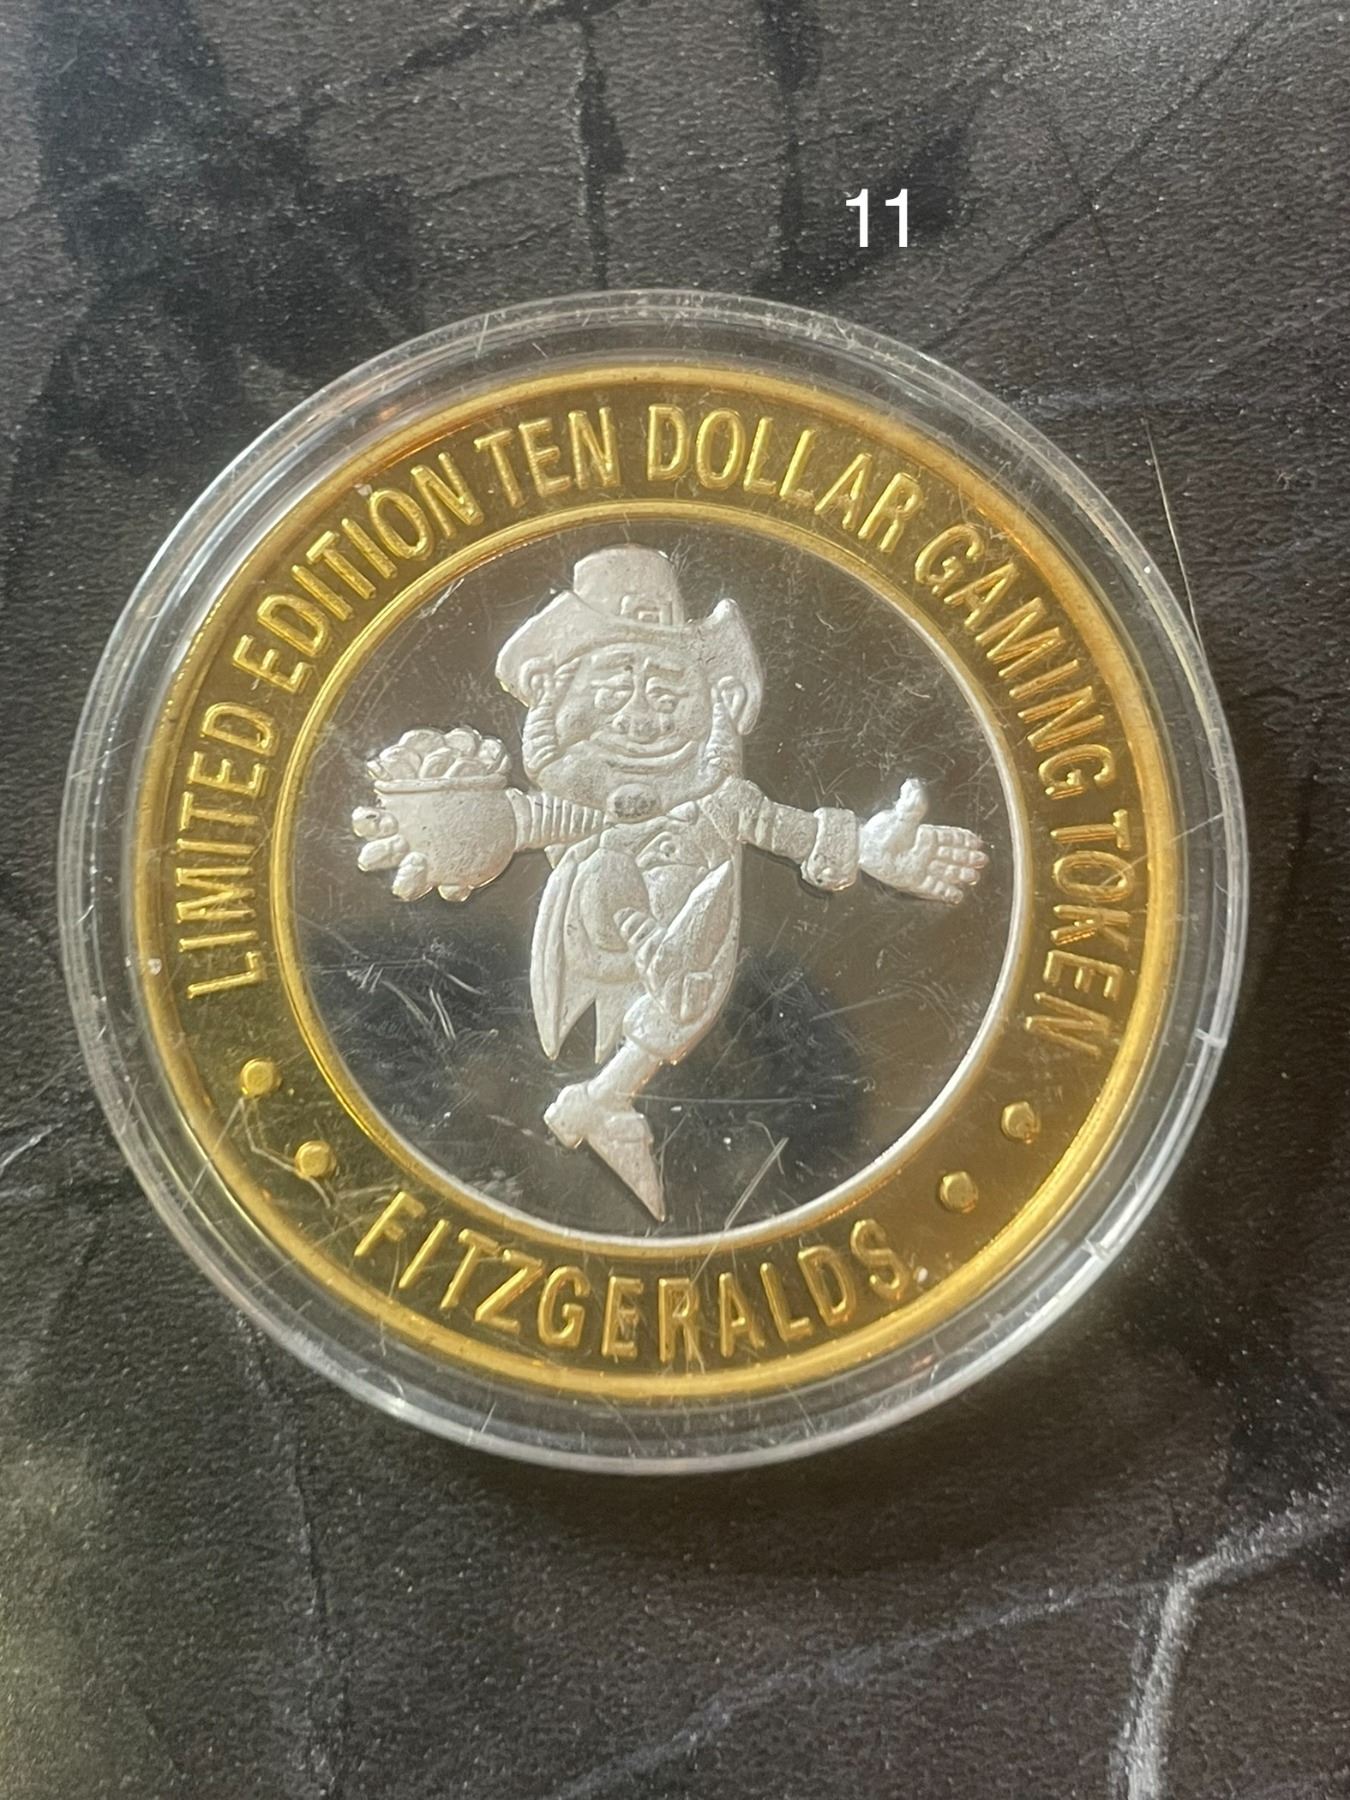 11
LIMITED EDITION TEN DOLLAR GAMING TOKEN
FITZGERALDS